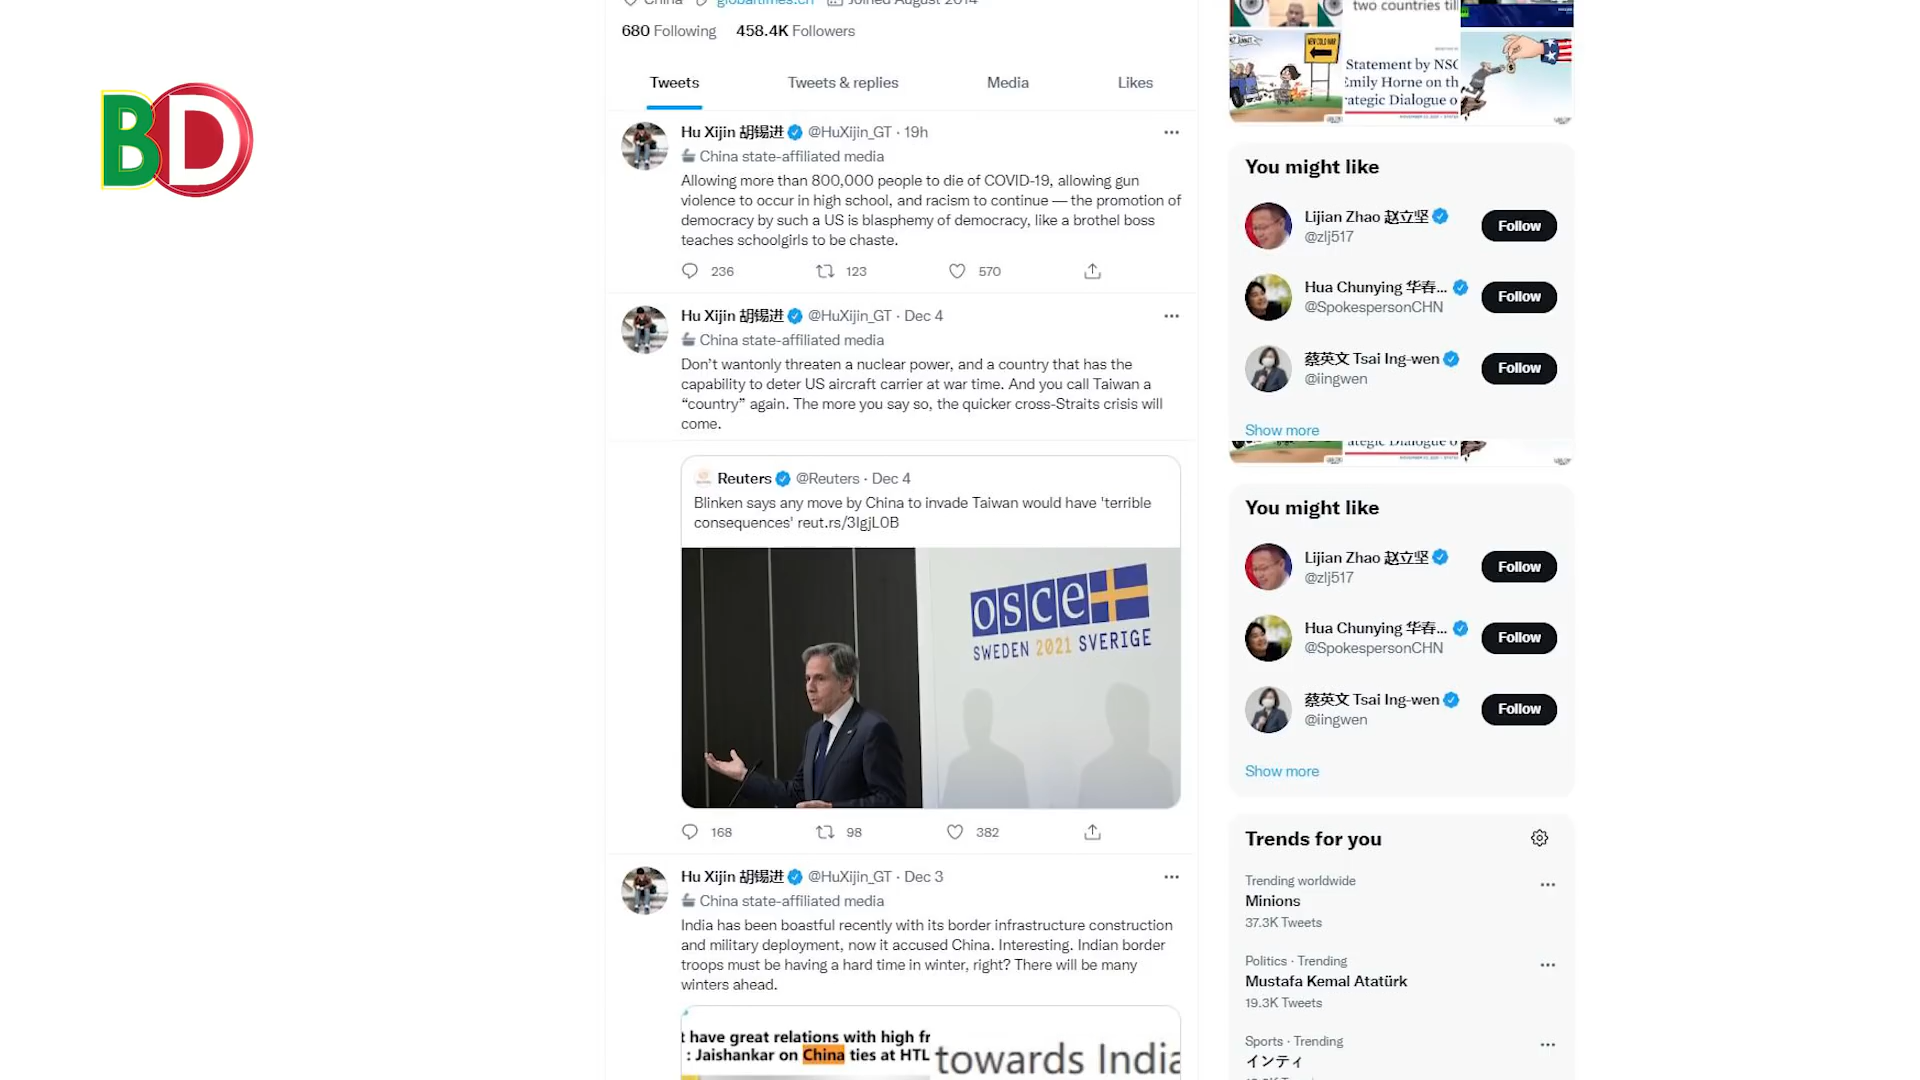 China globaltimes.cn Joined August 2014
680 Following 458.4K Followers
Tweets Tweets & replies Media Likes
BD
Hu Xijin 胡锡进 @HuXijin_GT · 19h
China state-affiliated media
Allowing more than 800,000 people to die of COVID-19, allowing gun
violence to occur in high school, and racism to continue — the promotion of
democracy by such a US is blasphemy of democracy, like a brothel boss
teaches schoolgirls to be chaste.
236 123 570
Hu Xijin 胡锡进 @HuXijin_GT · Dec 4
China state-affiliated media
Don’t wantonly threaten a nuclear power, and a country that has the
capability to deter US aircraft carrier at war time. And you call Taiwan a
“country” again. The more you say so, the quicker cross-Straits crisis will
come.
Reuters @Reuters · Dec 4
Blinken says any move by China to invade Taiwan would have 'terrible
consequences' reut.rs/3IgjL0B
osce
SWEDEN 2021 SVERIGE
168 98 382
Hu Xijin 胡锡进 @HuXijin_GT · Dec 3
China state-affiliated media
India has been boastful recently with its border infrastructure construction
and military deployment, now it accused China. Interesting. Indian border
troops must be having a hard time in winter, right? There will be many
winters ahead.
t have great relations with high fr
: Jaishankar on China ties at HTL
towards India
two countries till
NEW COLD WAR
Statement by NSC
Emily Horne on th
rategic Dialogue o
You might like
Lijian Zhao 赵立坚
@zlj517
Follow
Hua Chunying 华春...
@SpokespersonCHN
Follow
蔡英文 Tsai Ing-wen
@iingwen
Follow
Show more
ategic Dialogue o
You might like
Lijian Zhao 赵立坚
@zlj517
Follow
Hua Chunying 华春...
@SpokespersonCHN
Follow
蔡英文 Tsai Ing-wen
@iingwen
Follow
Show more
Trends for you
Trending worldwide
Minions
37.3K Tweets
Politics · Trending
Mustafa Kemal Atatürk
19.3K Tweets
Sports · Trending
インティ